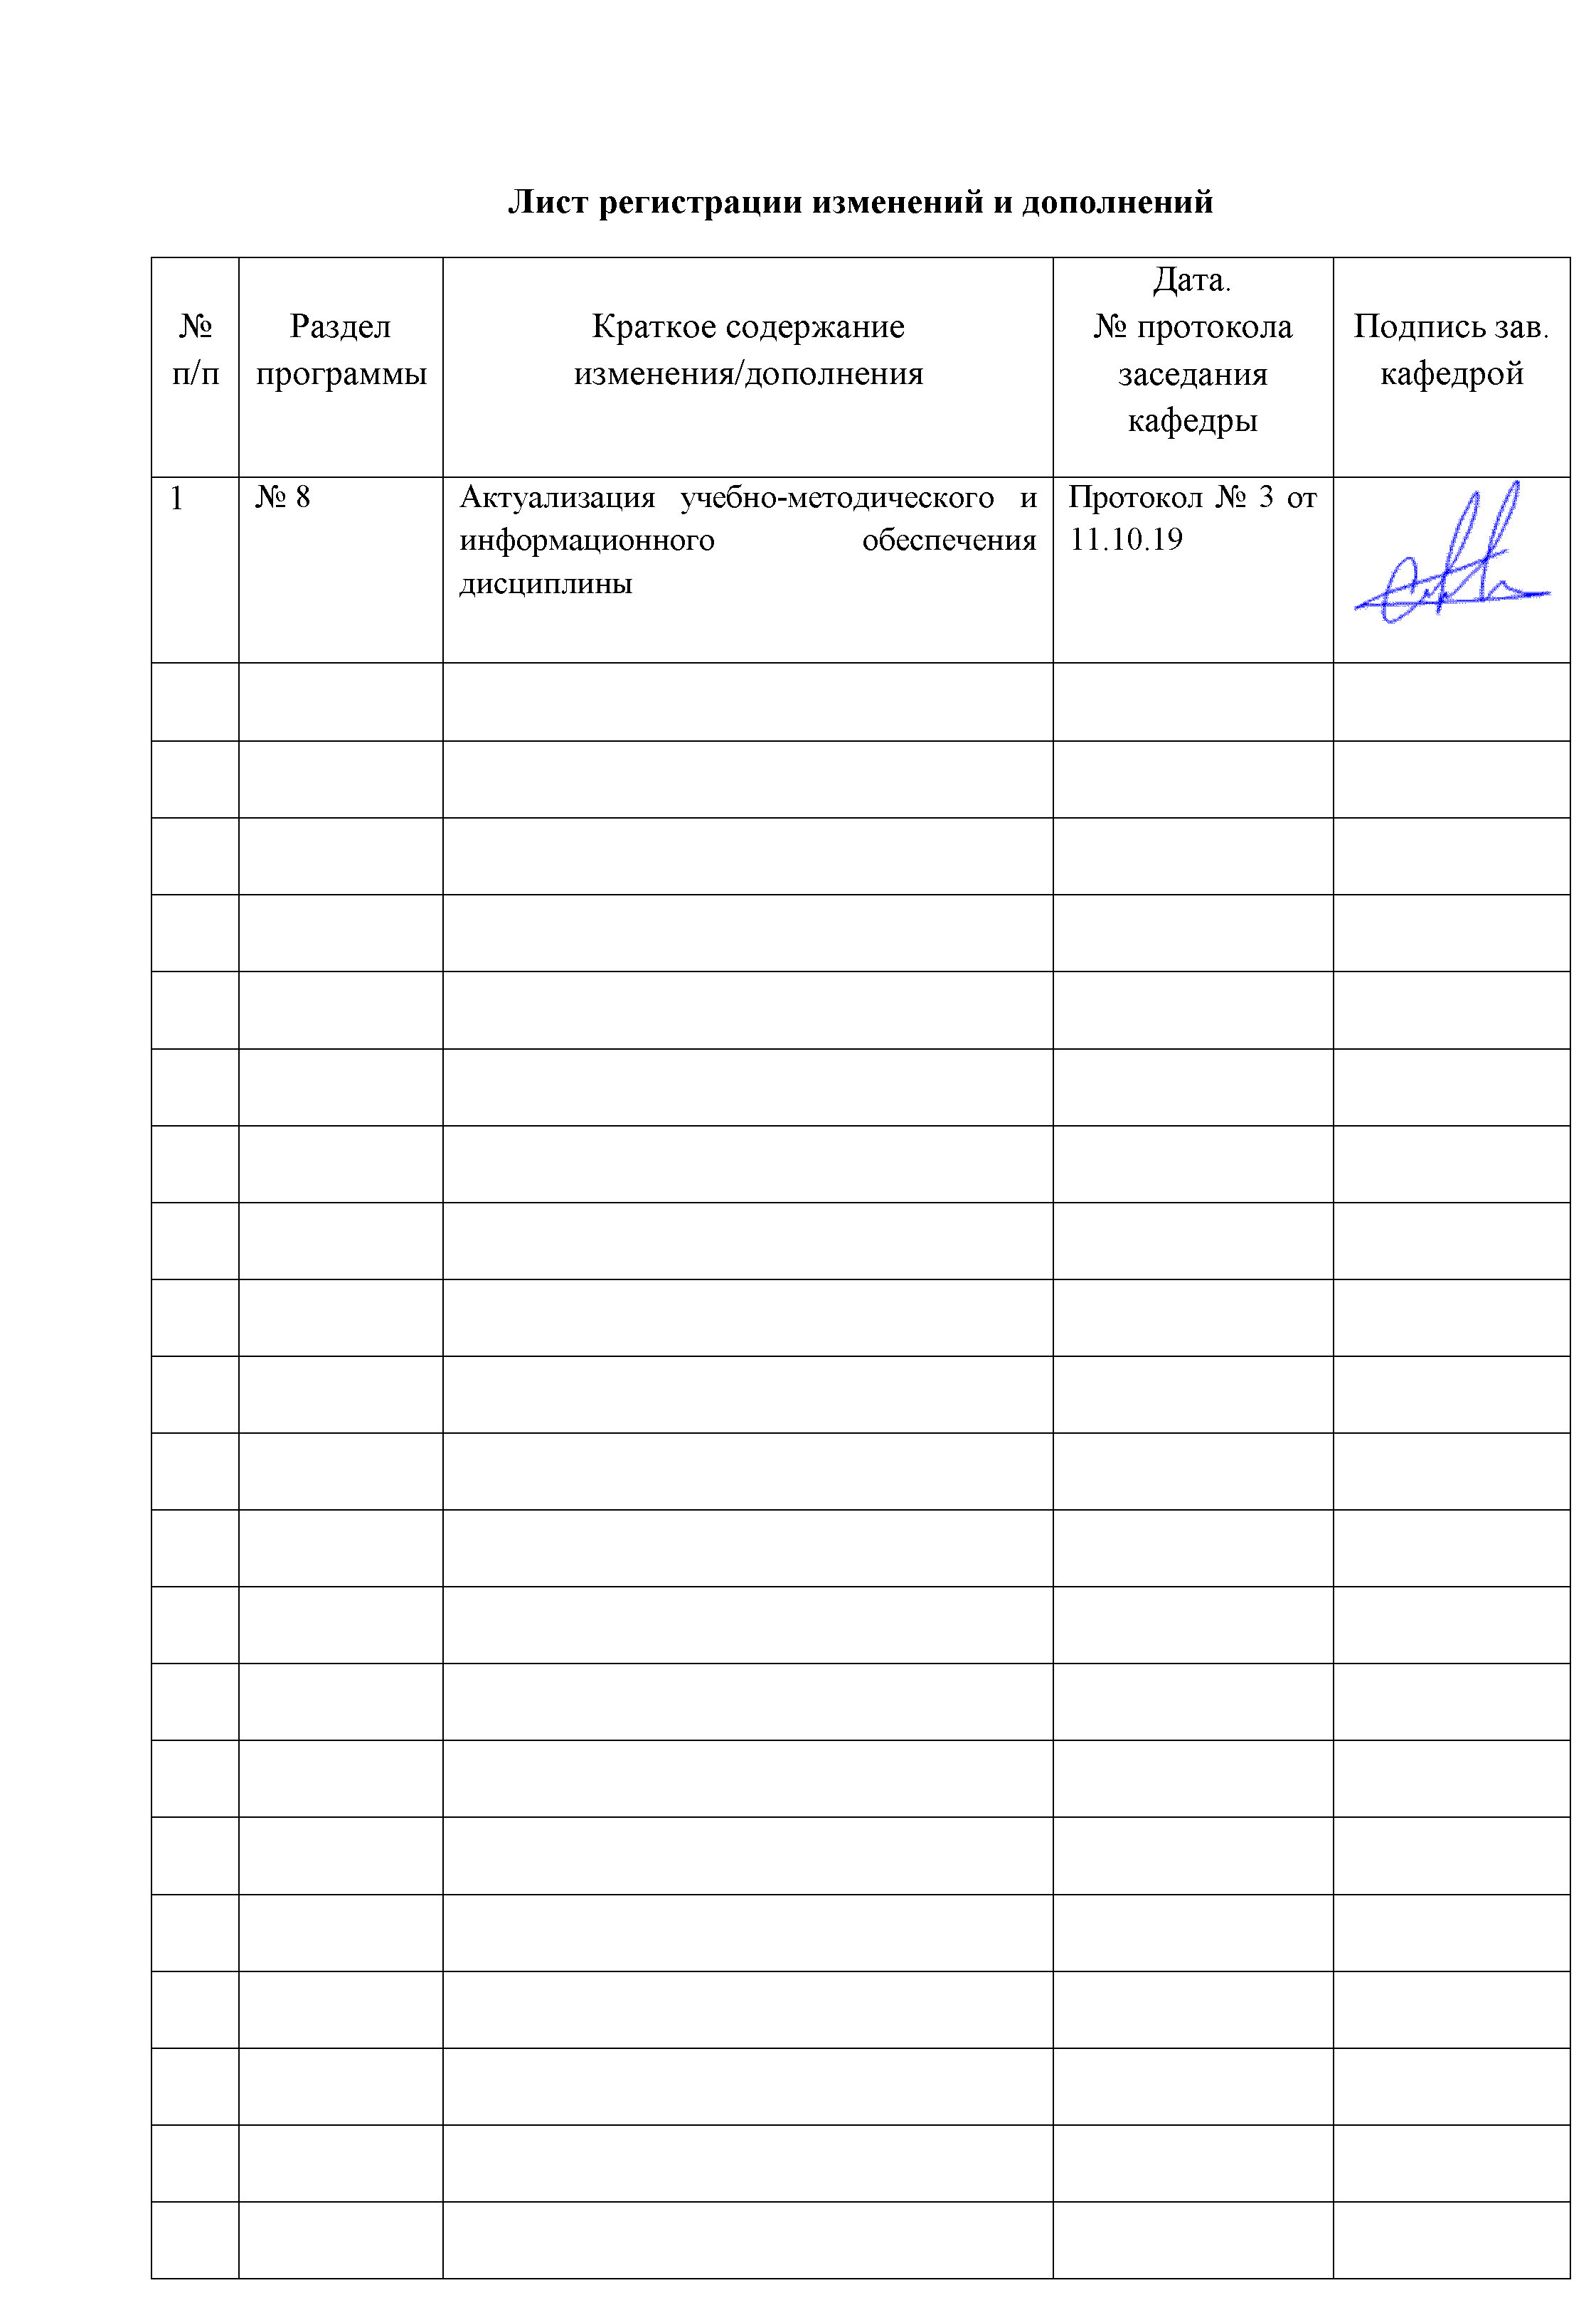 Лист регистрации изменений и дополнений
№
п/п
Раздел
программы
Краткое содержание
изменения/дополнения
Дата.
№ протокола
заседания
кафедры
Подпись зав.
кафедрой
1
№ 8
Актуализация учебно-методического и
информационного обеспечения
дисциплины
Протокол № 3 от
11.10.19